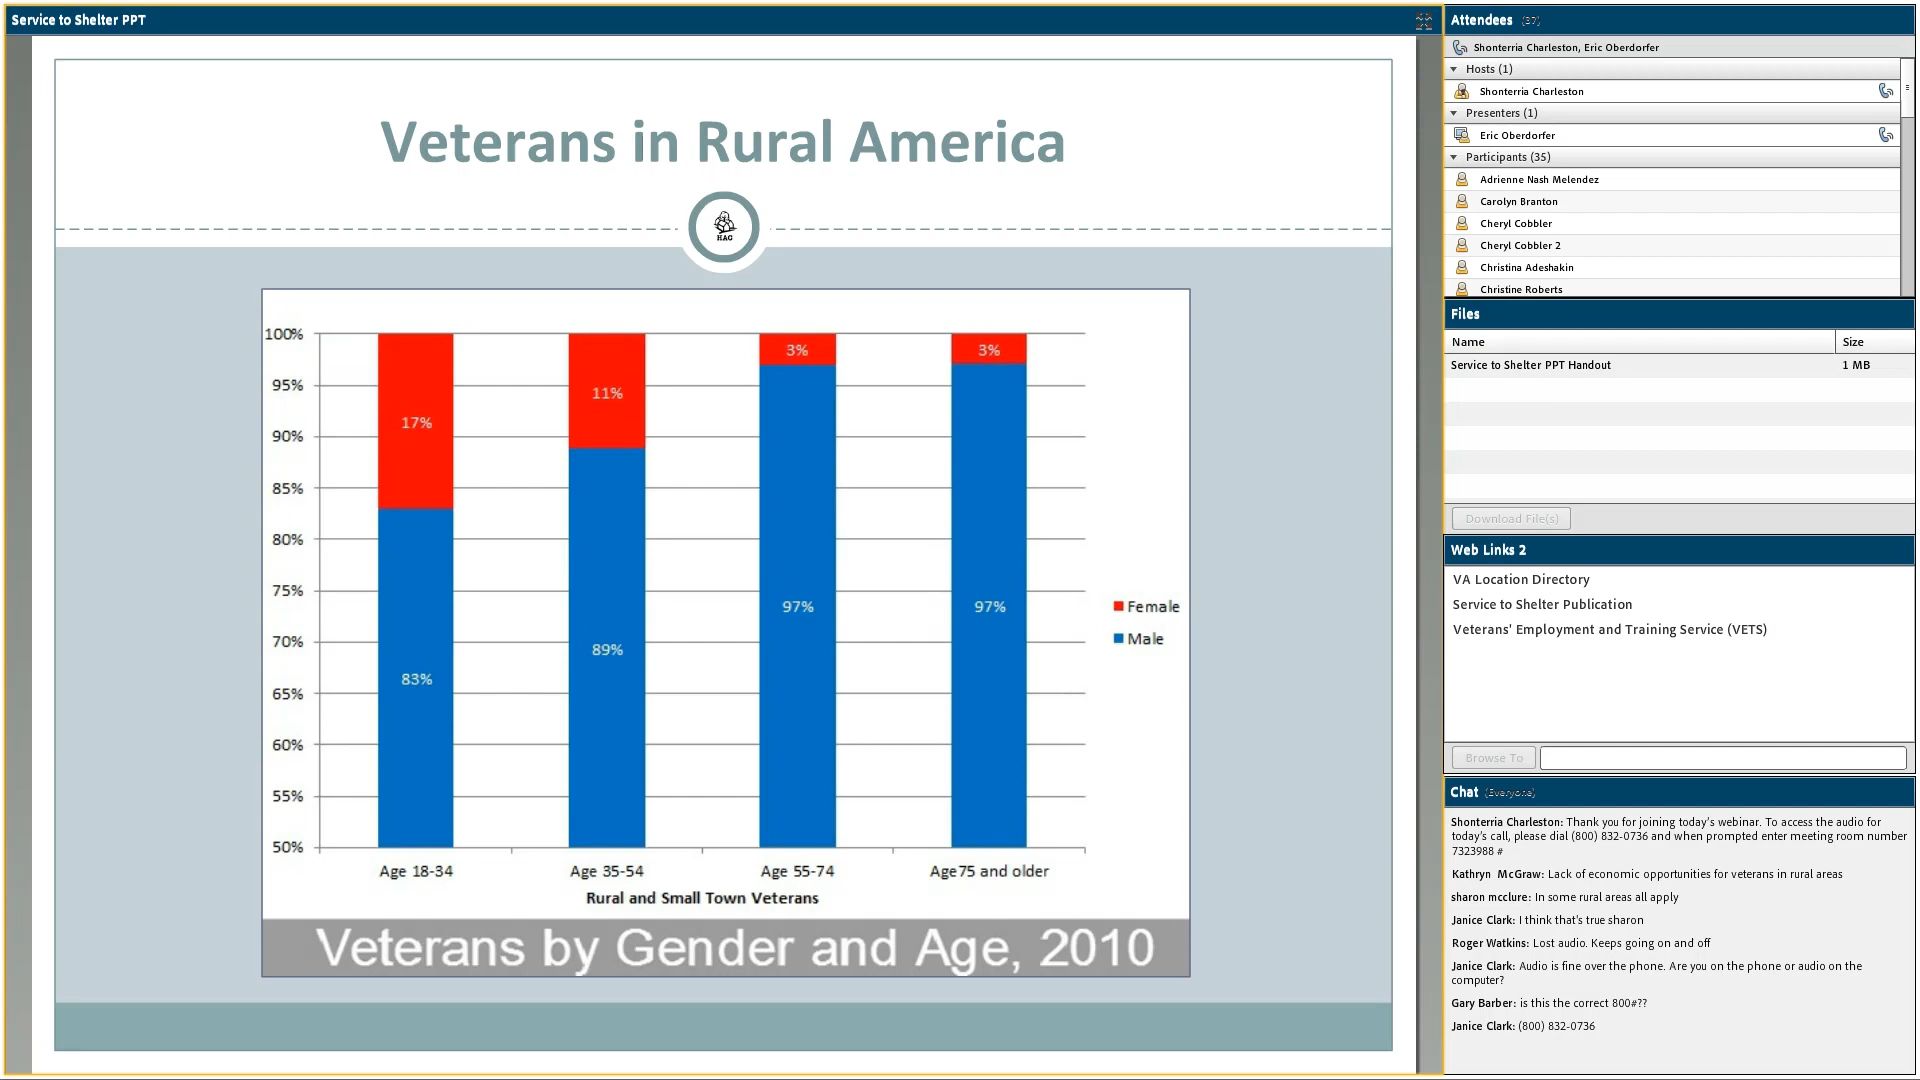 Service to Shelter PPT
Veterans in Rural America
HAC
100%
95%
90%
85%
80%
75%
70%
65%
60%
55%
50%
17%
11%
3%
3%
83%
89%
97%
97%
Female
Male
Age 18-34
Age 35-54
Age 55-74
Age75 and older
Rural and Small Town Veterans
Veterans by Gender and Age, 2010
Attendees (37)
Shonterria Charleston, Eric Oberdorfer
Hosts (1)
Shonterria Charleston
Presenters (1)
Eric Oberdorfer
Participants (35)
Adrienne Nash Melendez
Carolyn Branton
Cheryl Cobbler
Cheryl Cobbler 2
Christina Adeshakin
Christine Roberts
Files
Name Size
Service to Shelter PPT Handout 1 MB
Download File(s)
Web Links 2
VA Location Directory
Service to Shelter Publication
Veterans' Employment and Training Service (VETS)
Browse To
Chat (Everyone)
Shonterria Charleston: Thank you for joining today's webinar. To access the audio for
today's call, please dial (800) 832-0736 and when prompted enter meeting room number
7323988 #
Kathryn McGraw: Lack of economic opportunities for veterans in rural areas
sharon mcclure: In some rural areas all apply
Janice Clark: I think that's true sharon
Roger Watkins: Lost audio. Keeps going on and off
Janice Clark: Audio is fine over the phone. Are you on the phone or audio on the
computer?
Gary Barber: is this the correct 800#??
Janice Clark: (800) 832-0736